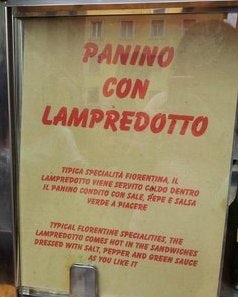 PANINO
CON
LAMPREDOTTO
TIPICA SPECIALITÀ FIORENTINA, IL
LAMPREDOTTO VIENE SERVITO CALDO DENTRO
IL PANINO CONDITO CON SALE, PEPE E SALSA
VERDE A PIACERE
TYPICAL FLORENTINE SPECIALITIES, THE
LAMPREDOTTO COMES HOT IN THE SANDWICHES
DRESSED WITH SALT, PEPPER AND GREEN SAUCE
AS YOU LIKE IT